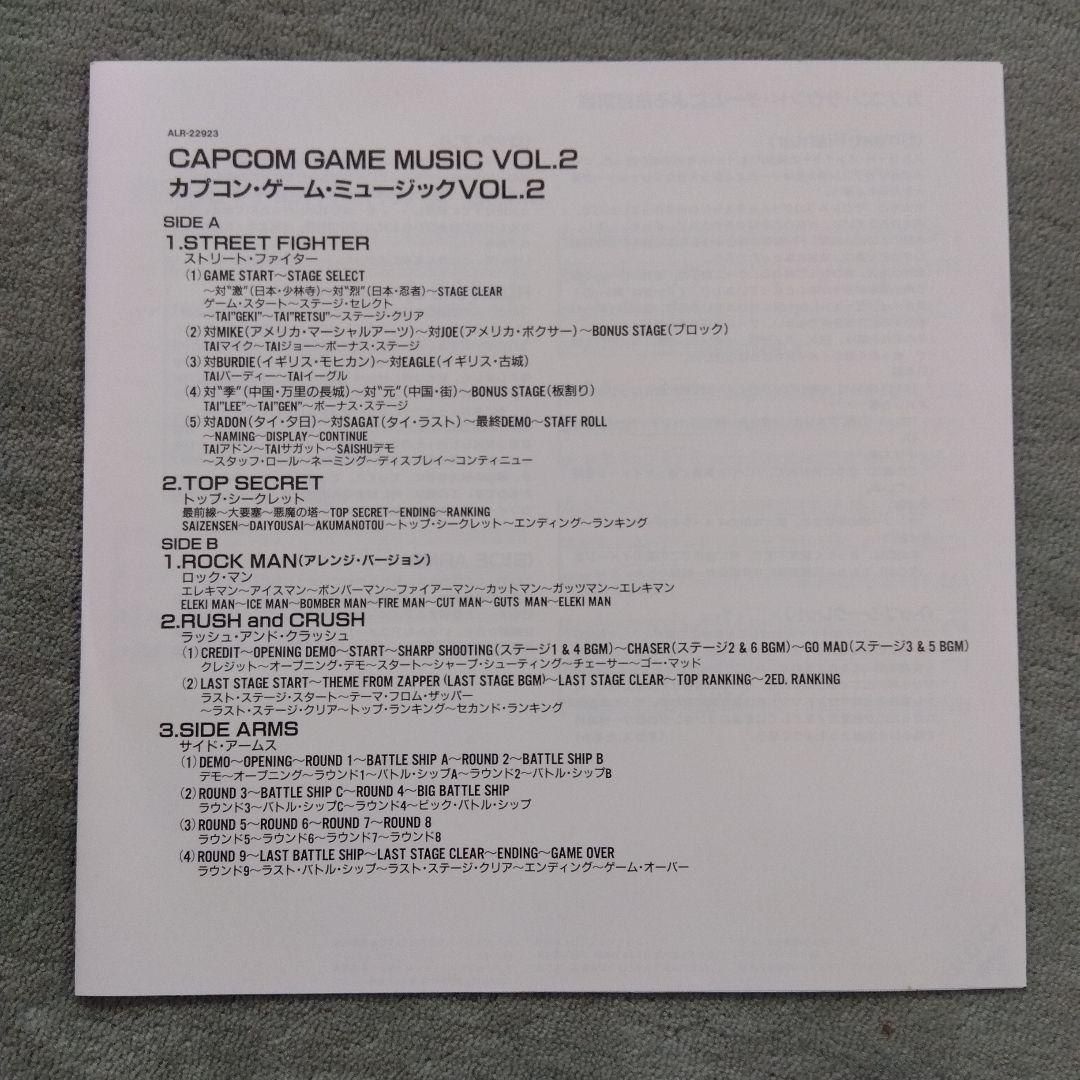 ALR-22923
CAPCOM GAME MUSIC VOL.2
カプコン・ゲーム・ミュージックVOL.2
SIDE A
1.STREET FIGHTER
ストリート・ファイター
(1)GAME START〜STAGE SELECT
〜対“激”(日本・少林寺)〜対“烈”(日本・忍者)〜STAGE CLEAR
ゲーム・スタート〜ステージ・セレクト
〜TAI"GEKI"〜TAI"RETSU"〜ステージ・クリア
(2)対MIKE(アメリカ・マーシャルアーツ)〜対JOE(アメリカ・ボクサー)〜BONUS STAGE(ブロック)
TAIマイク〜TAIジョー〜ボーナス・ステージ
(3)対BURDIE(イギリス・モヒカン)〜対EAGLE(イギリス・古城)
TAIバーディー〜TAIイーグル
(4)対“季”(中国・万里の長城)〜対“元”(中国・街)〜BONUS STAGE(板割り)
TAI"LEE"〜TAI"GEN"〜ボーナス・ステージ
(5)対ADON(タイ・夕日)〜対SAGAT(タイ・ラスト)〜最終DEMO〜STAFF ROLL
〜NAMING〜DISPLAY〜CONTINUE
TAIアドン〜TAIサガット〜SAISHUデモ
〜スタッフ・ロール〜ネーミング〜ディスプレイ〜コンティニュー
2.TOP SECRET
トップ・シークレット
最前線〜大要塞〜悪魔の塔〜TOP SECRET〜ENDING〜RANKING
SAIZENSEN〜DAIYOUSAI〜AKUMANOTOU〜トップ・シークレット〜エンディング〜ランキング
SIDE B
1.ROCK MAN(アレンジ・バージョン)
ロック・マン
エレキマン〜アイスマン〜ボンバーマン〜ファイアーマン〜カットマン〜ガッツマン〜エレキマン
ELEKI MAN〜ICE MAN〜BOMBER MAN〜FIRE MAN〜CUT MAN〜GUTS MAN〜ELEKI MAN
2.RUSH and CRUSH
ラッシュ・アンド・クラッシュ
(1)CREDIT〜OPENING DEMO〜START〜SHARP SHOOTING(ステージ1 & 4 BGM)〜CHASER(ステージ2 & 6 BGM)〜GO MAD(ステージ3 & 5 BGM)
クレジット〜オープニング・デモ〜スタート〜シャープ・シューティング〜チェーサー〜ゴー・マッド
(2)LAST STAGE START〜THEME FROM ZAPPER (LAST STAGE BGM)〜LAST STAGE CLEAR〜TOP RANKING〜2ED. RANKING
ラスト・ステージ・スタート〜テーマ・フロム・ザッパー
〜ラスト・ステージ・クリア〜トップ・ランキング〜セカンド・ランキング
3.SIDE ARMS
サイド・アームス
(1)DEMO〜OPENING〜ROUND 1〜BATTLE SHIP A〜ROUND 2〜BATTLE SHIP B
デモ〜オープニング〜ラウンド1〜バトル・シップA〜ラウンド2〜バトル・シップB
(2)ROUND 3〜BATTLE SHIP C〜ROUND 4〜BIG BATTLE SHIP
ラウンド3〜バトル・シップC〜ラウンド4〜ビック・バトル・シップ
(3)ROUND 5〜ROUND 6〜ROUND 7〜ROUND 8
ラウンド5〜ラウンド6〜ラウンド7〜ラウンド8
(4)ROUND 9〜LAST BATTLE SHIP〜LAST STAGE CLEAR〜ENDING〜GAME OVER
ラウンド9〜ラスト・バトル・シップ〜ラスト・ステージ・クリア〜エンディング〜ゲーム・オーバー